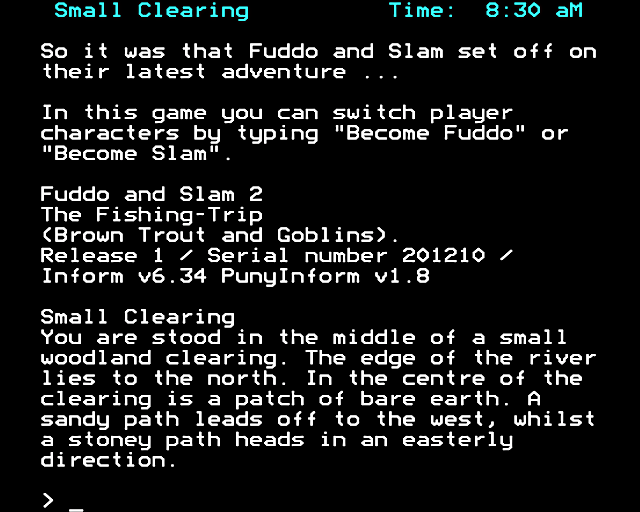 Small Clearing Time: 8:30 aM
So it was that Fuddo and Slam set off on
their latest adventure ...
In this game you can switch player
characters by typing "Become Fuddo" or
"Become Slam".
Fuddo and Slam 2
The Fishing-Trip
(Brown Trout and Goblins).
Release 1 / Serial number 201210 /
Inform v6.34 PunyInform v1.8
Small Clearing
You are stood in the middle of a small
woodland clearing. The edge of the river
lies to the north. In the centre of the
clearing is a patch of bare earth. A
sandy path leads off to the west, whilst
a stoney path heads in an easterly
direction.
> _